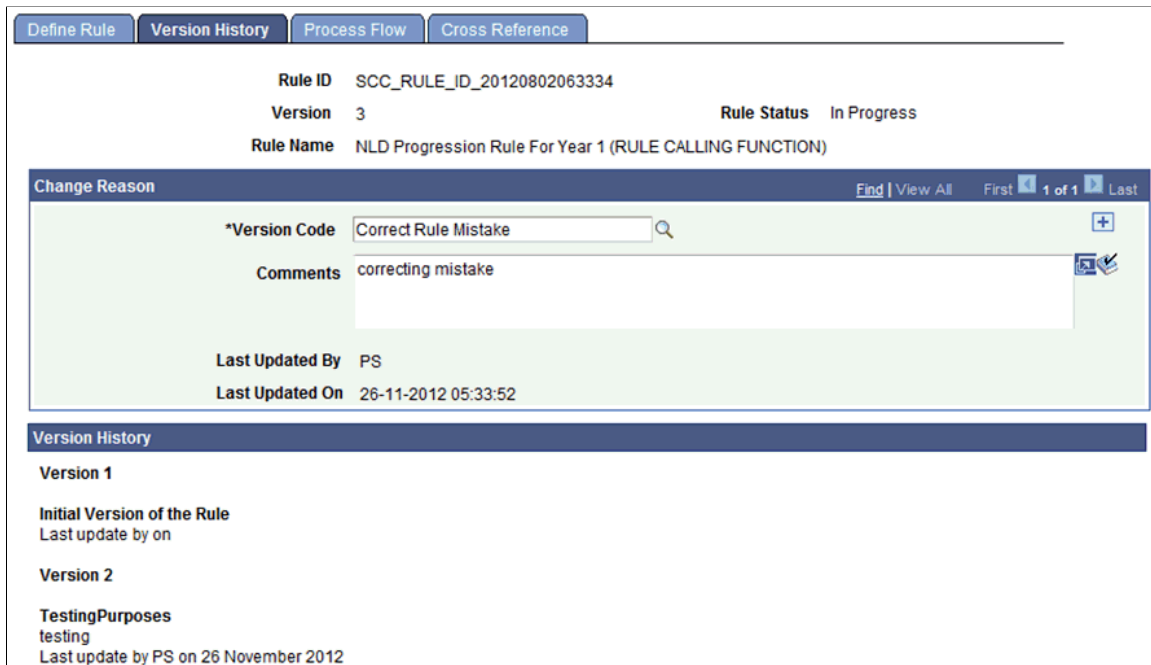 Define Rule Version History Process Flow Cross Reference
Rule ID SCC_RULE_ID_20120802063334
Version 3 Rule Status In Progress
Rule Name NLD Progression Rule For Year 1 (RULE CALLING FUNCTION)
Change Reason Find | View All First 1 of 1 Last
*Version Code Correct Rule Mistake
Comments correcting mistake
Last Updated By PS
Last Updated On 26-11-2012 05:33:52
Version History
Version 1
Initial Version of the Rule
Last update by on
Version 2
TestingPurposes
testing
Last update by PS on 26 November 2012